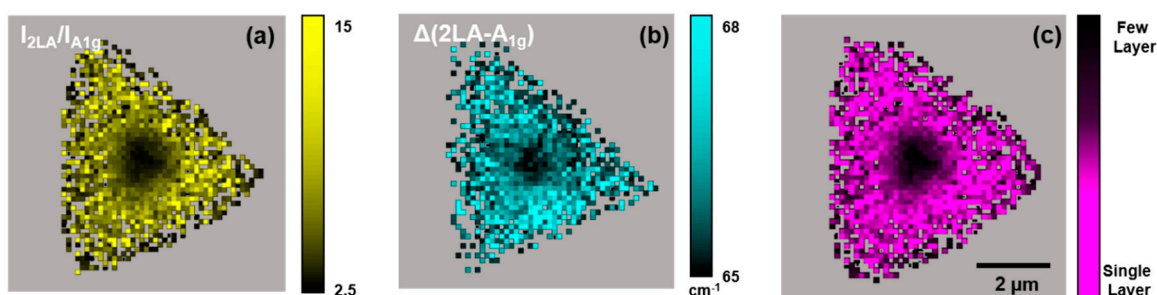 I2LA/IA1g
(a)
15
2.5
Δ(2LA-A1g)
(b)
68
65
cm-1
(c)
Few
Layer
Single
Layer
2 µm